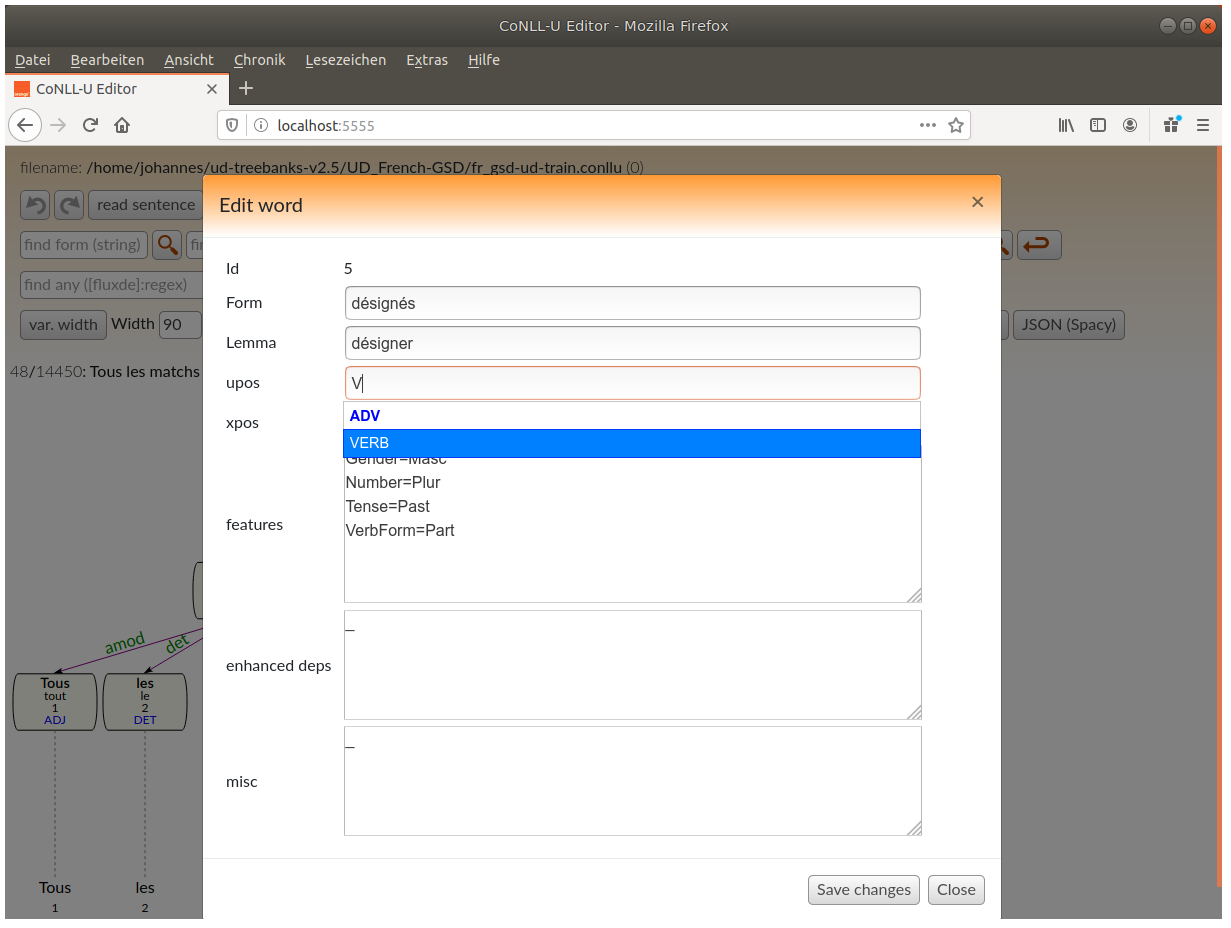 CoNLL-U Editor - Mozilla Firefox
Datei Bearbeiten Ansicht Chronik Lesezeichen Extras Hilfe
CoNLL-U Editor
localhost:5555
filename: /home/johannes/ud-treebanks-v2.5/UD_French-GSD/fr_gsd-ud-train.conllu (0)
read sentence
find form (string)
find any ([fluxde]:regex)
var. width Width 90
JSON (Spacy)
48/14450: Tous les matchs
Edit word
Id 5
Form désignés
Lemma désigner
upos V
ADV
xpos
VERB
Gender=Masc
Number=Plur
Tense=Past
features
VerbForm=Part
_
enhanced deps
_
misc
Save changes Close
amod det
Tous les
tout le
1 2
ADJ DET
Tous les
1 2